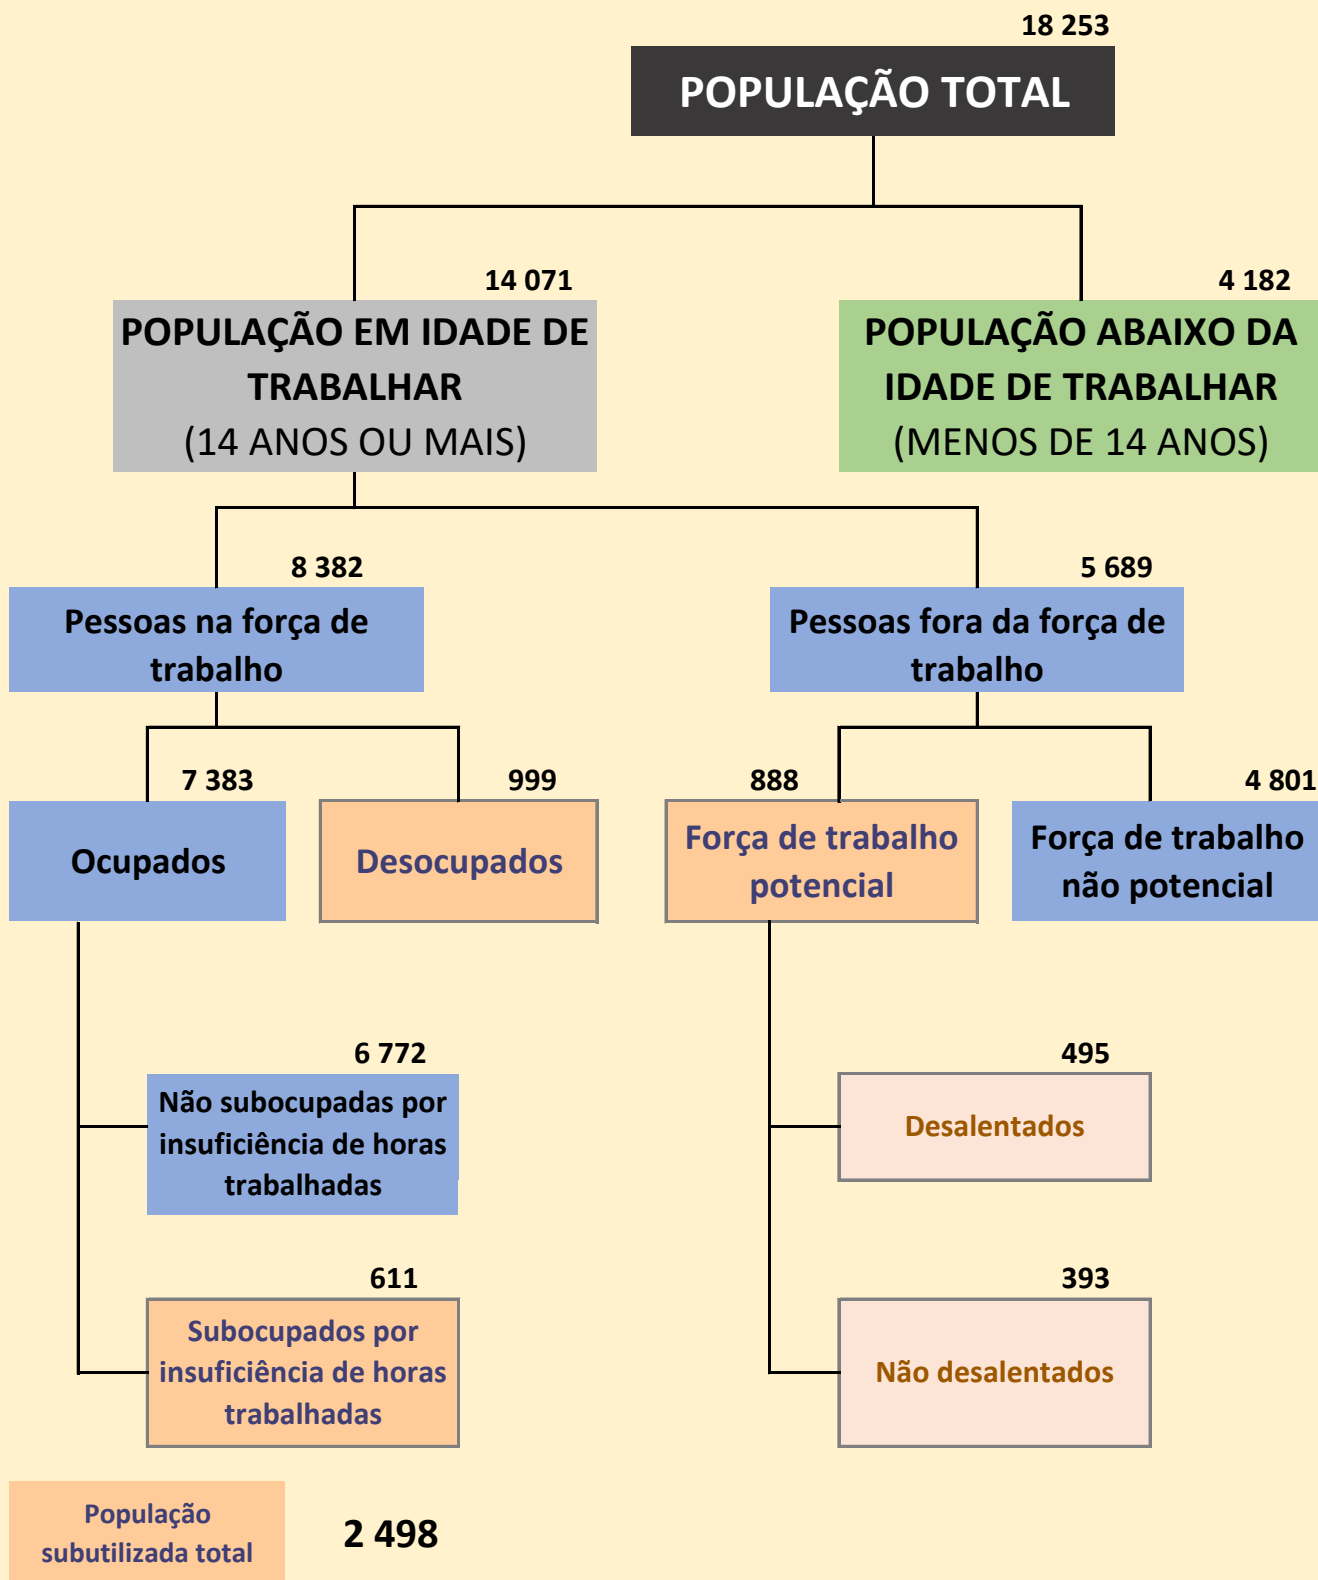 18 253
POPULAÇÃO TOTAL
14 071
POPULAÇÃO EM IDADE DE
TRABALHAR
(14 ANOS OU MAIS)
4 182
POPULAÇÃO ABAIXO DA
IDADE DE TRABALHAR
(MENOS DE 14 ANOS)
8 382
Pessoas na força de
trabalho
5 689
Pessoas fora da força de
trabalho
7 383
Ocupados
999
Desocupados
888
Força de trabalho
potencial
4 801
Força de trabalho
não potencial
6 772
Não subocupadas por
insuficiência de horas
trabalhadas
495
Desalentados
611
Subocupados por
insuficiência de horas
trabalhadas
393
Não desalentados
População
subutilizada total
2 498